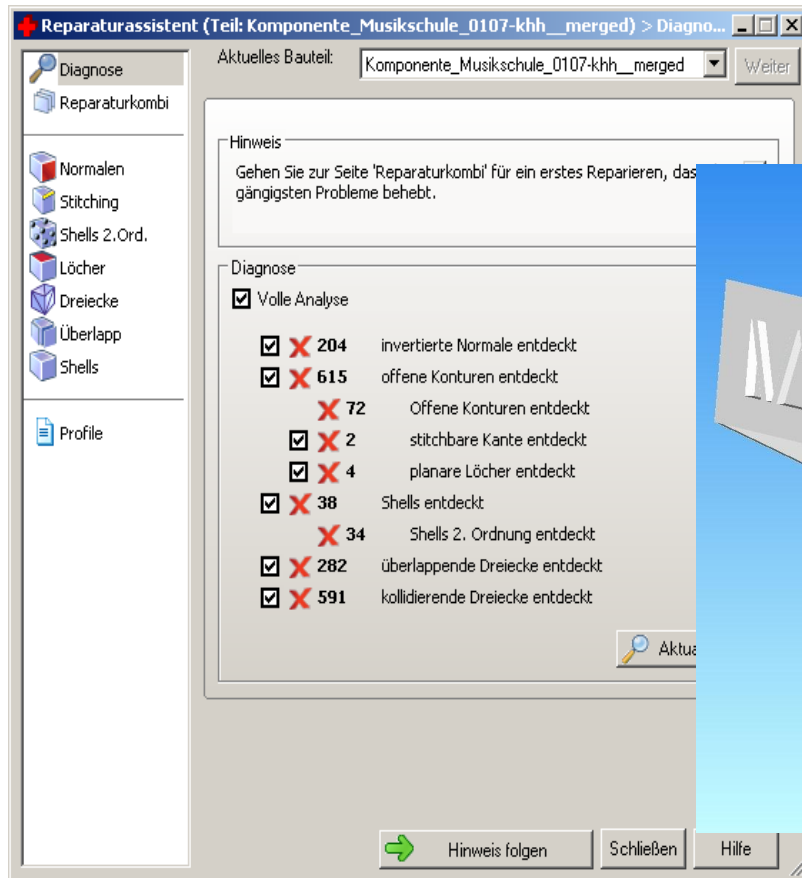 Reparaturassistent (Teil: Komponente_Musikschule_0107-khh__merged) > Diagno...
Diagnose
Reparaturkombi
Normalen
Stitching
Shells 2.Ord.
Löcher
Dreiecke
Überlapp
Shells
Profile
Aktuelles Bauteil: Komponente_Musikschule_0107-khh__merged Weiter
Hinweis
Gehen Sie zur Seite 'Reparaturkombi' für ein erstes Reparieren, das
gängigsten Probleme behebt.
Diagnose
Volle Analyse
204 invertierte Normale entdeckt
615 offene Konturen entdeckt
72 Offene Konturen entdeckt
2 stitchbare Kante entdeckt
4 planare Löcher entdeckt
38 Shells entdeckt
34 Shells 2. Ordnung entdeckt
282 überlappende Dreiecke entdeckt
591 kollidierende Dreiecke entdeckt
Aktua
Hinweis folgen Schließen Hilfe